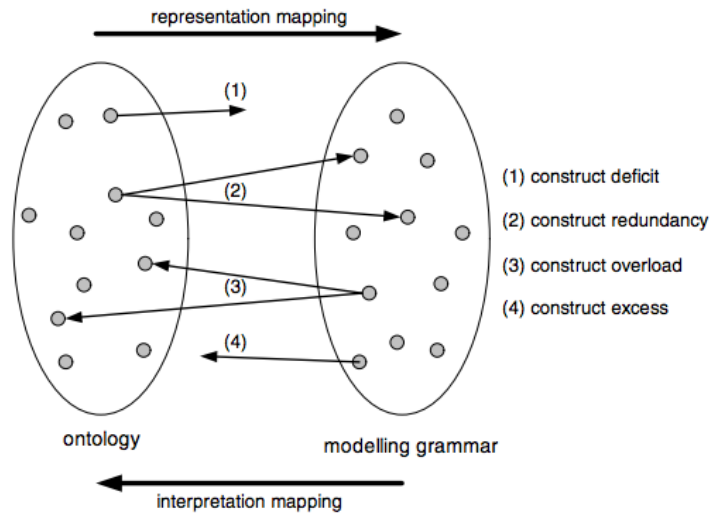 representation mapping
(1)
(2)
(3)
(4)
(1) construct deficit
(2) construct redundancy
(3) construct overload
(4) construct excess
ontology
modelling grammar
interpretation mapping